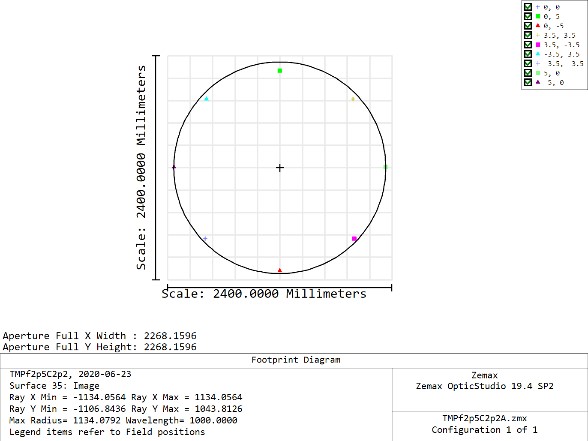 0, 0
0, 5
0, -5
3.5, 3.5
3.5, -3.5
-3.5, 3.5
-3.5, -3.5
5, 0
-5, 0
Scale: 2400.0000 Millimeters
Scale: 2400.0000 Millimeters
Aperture Full X Width : 2268.1596
Aperture Full Y Height: 2268.1596
Footprint Diagram
TMPf2p5C2p2, 2020-06-23
Surface 35: Image
Ray X Min = -1134.0564 Ray X Max = 1134.0564
Ray Y Min = -1106.8436 Ray Y Max = 1043.8126
Max Radius= 1134.0792 Wavelength= 1000.0000
Legend items refer to Field positions
Zemax
Zemax OpticStudio 19.4 SP2
TMPf2p5C2p2A.zmx
Configuration 1 of 1